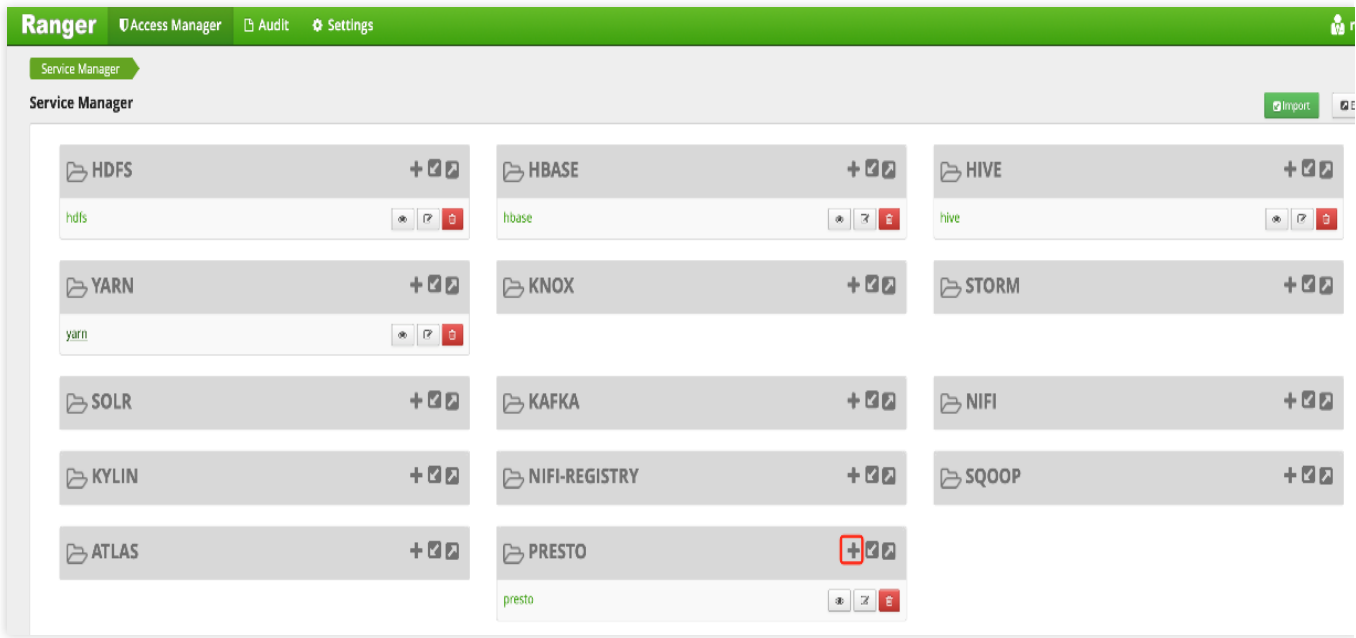 Ranger Access Manager Audit Settings
Service Manager
Service Manager Import
HDFS HBASE HIVE
hdfs hbase hive
YARN KNOX STORM
yarn
SOLR KAFKA NIFI
KYLIN NIFI-REGISTRY SQOOP
ATLAS PRESTO
presto